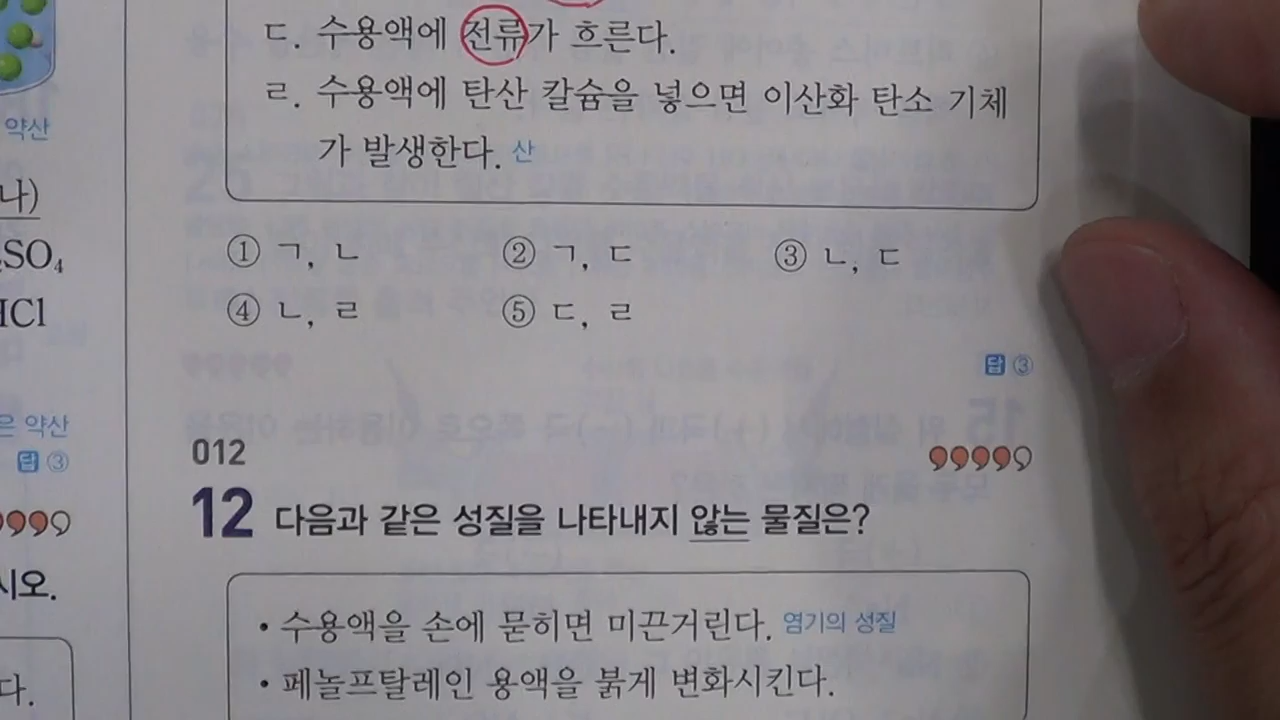 ㄷ. 수용액에 전류가 흐른다.
ㄹ. 수용액에 탄산 칼슘을 넣으면 이산화 탄소 기체
가 발생한다. 산
① ㄱ, ㄴ ② ㄱ, ㄷ ③ ㄴ, ㄷ
④ ㄴ, ㄹ ⑤ ㄷ, ㄹ
답 ③
012
12 다음과 같은 성질을 나타내지 않는 물질은?
• 수용액을 손에 묻히면 미끈거린다. 염기의 성질
• 페놀프탈레인 용액을 붉게 변화시킨다.
약산
나)
SO₄
HCl
은 약산
답 ③
시오.
다.